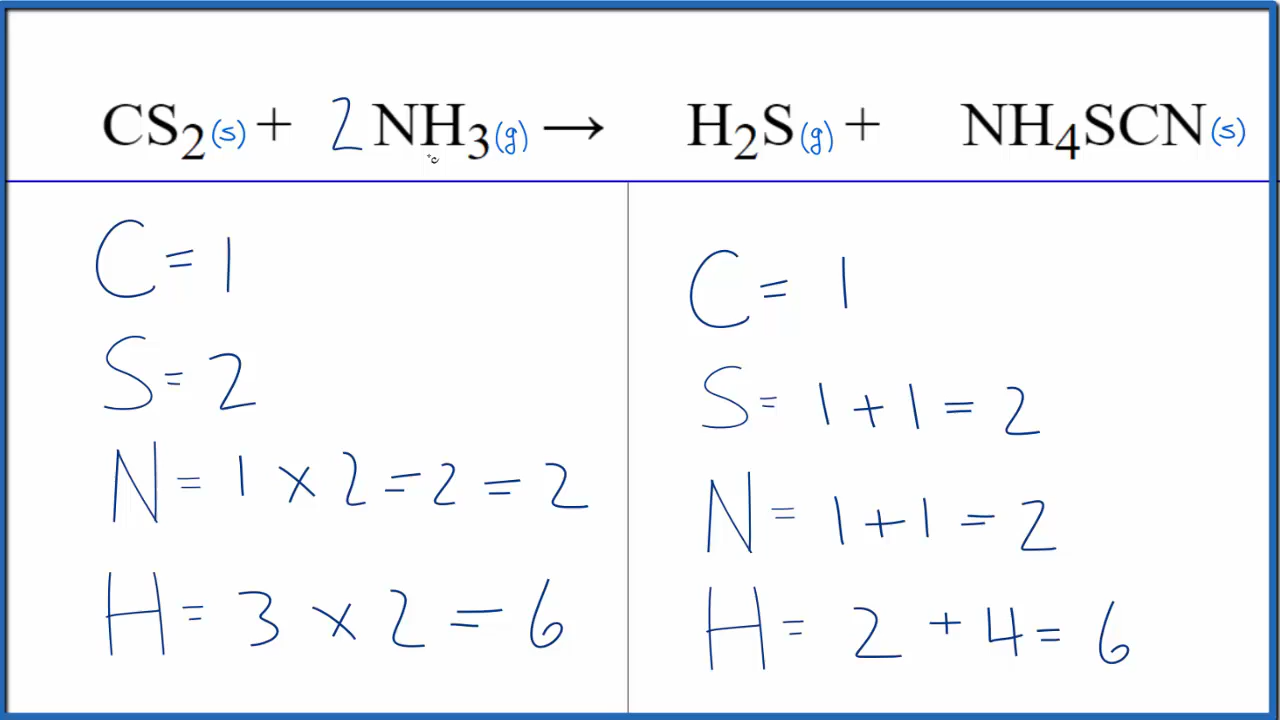 CS₂(s) + 2 NH₃(g) → H₂S(g) + NH₄SCN(s)
C = 1
S = 2
N = 1 x 2 = 2 = 2
H = 3 x 2 = 6
C = 1
S = 1 + 1 = 2
N = 1 + 1 = 2
H = 2 + 4 = 6